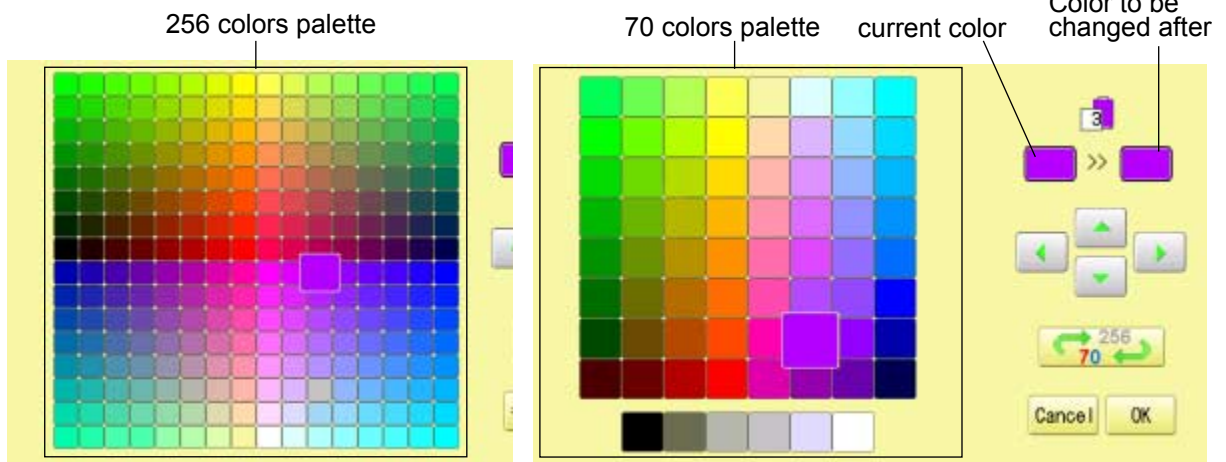 256 colors palette
70 colors palette
current color
Color to be
changed after
3
>>
256
70
Cancel
OK